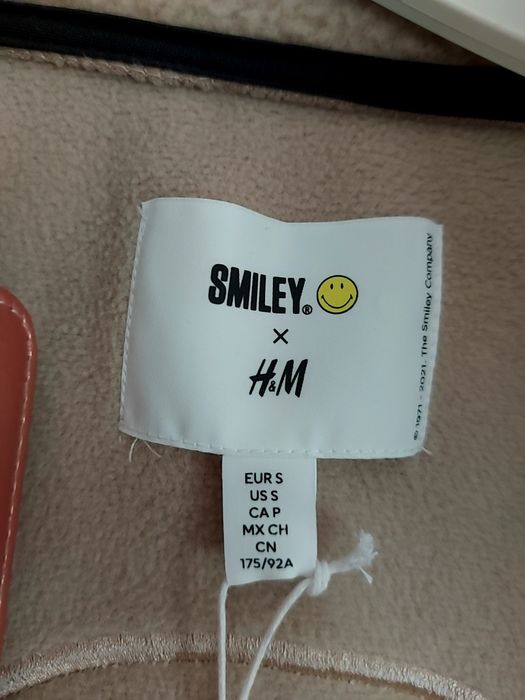 SMILEY®
×
H&M
© 1971 - 2021. The Smiley Company
EUR S
US S
CA P
MX CH
CN
175/92A